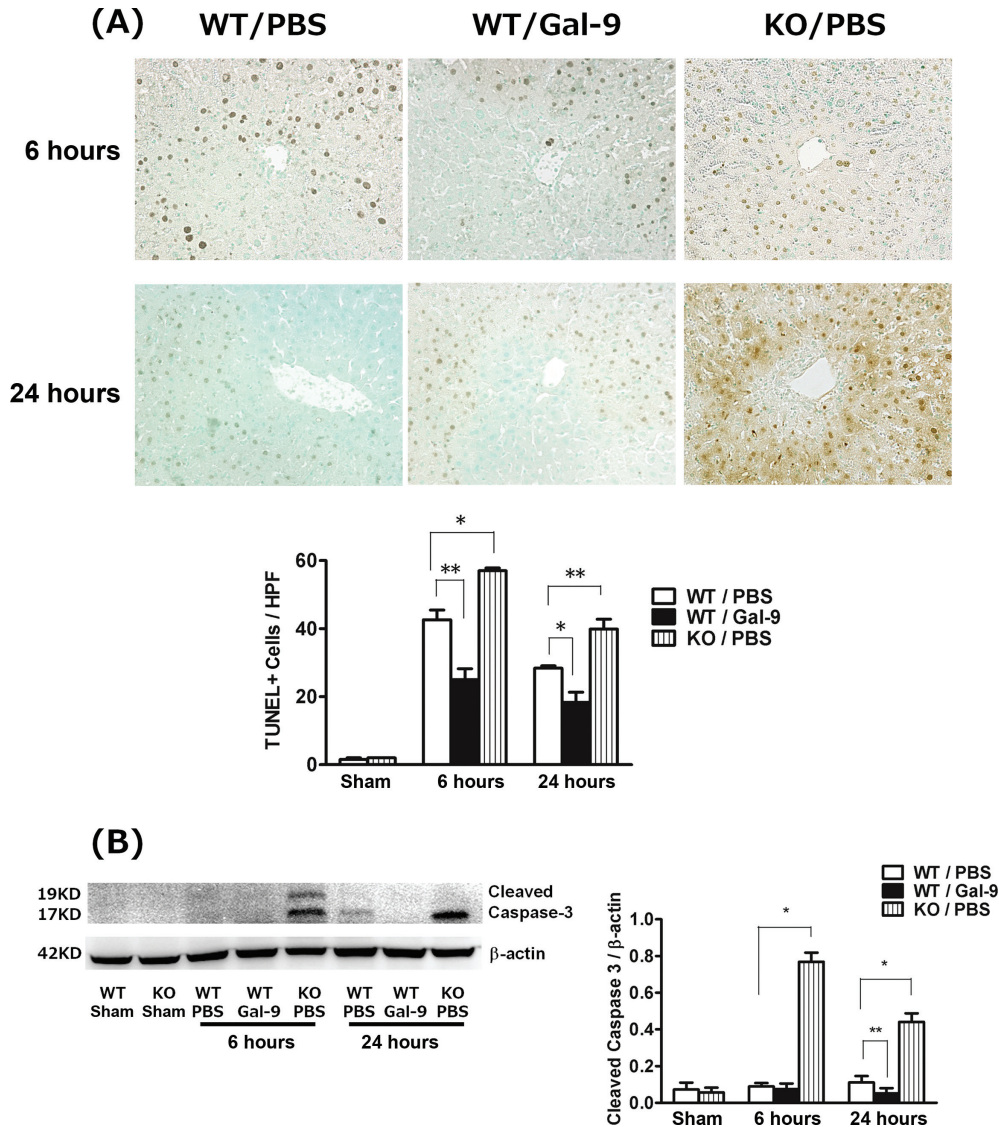 (A)
WT/PBS WT/Gal-9 KO/PBS
6 hours
24 hours
TUNEL+ Cells / HPF
60
40
20
0
*
**
**
*
Sham 6 hours 24 hours
WT / PBS
WT / Gal-9
KO / PBS
(B)
19KD
17KD
42KD
Cleaved
Caspase-3
β-actin
WT Sham
KO Sham
WT PBS
WT Gal-9
KO PBS
WT PBS
WT Gal-9
KO PBS
6 hours 24 hours
WT / PBS
WT / Gal-9
KO / PBS
Cleaved Caspase 3 / β-actin
1.0
0.8
0.6
0.4
0.2
0.0
*
*
**
Sham 6 hours 24 hours